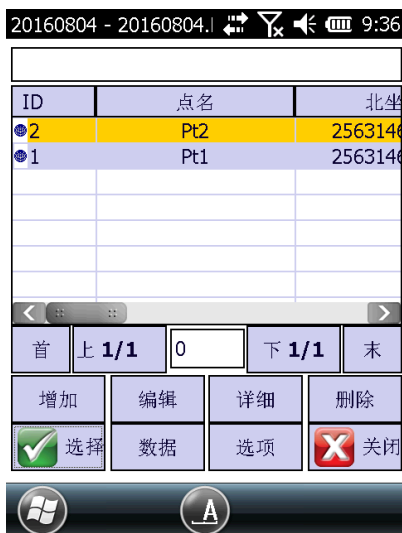 20160804 - 20160804.l 9:36
ID 点名 北坐
2 Pt2 2563146
1 Pt1 2563146
首 上 1/1 0 下 1/1 末
增加 编辑 详细 删除
选择 数据 选项 关闭
A